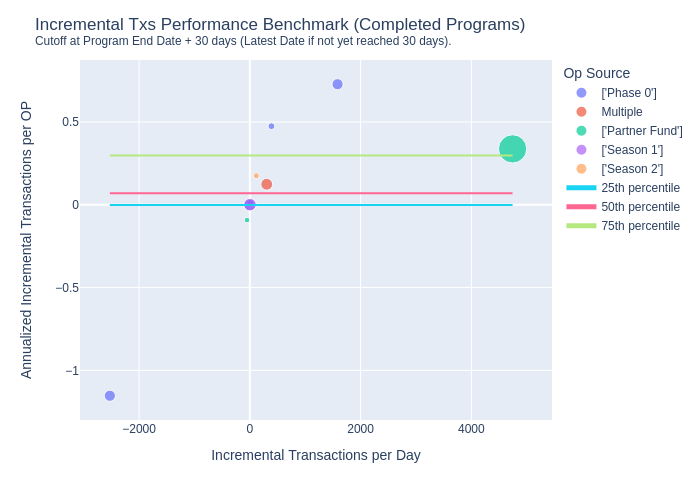 Incremental Txs Performance Benchmark (Completed Programs)
Cutoff at Program End Date + 30 days (Latest Date if not yet reached 30 days).
Annualized Incremental Transactions per OP
0.5
0
−0.5
−1
−2000
0
2000
4000
Incremental Transactions per Day
Op Source
['Phase 0']
Multiple
['Partner Fund']
['Season 1']
['Season 2']
25th percentile
50th percentile
75th percentile